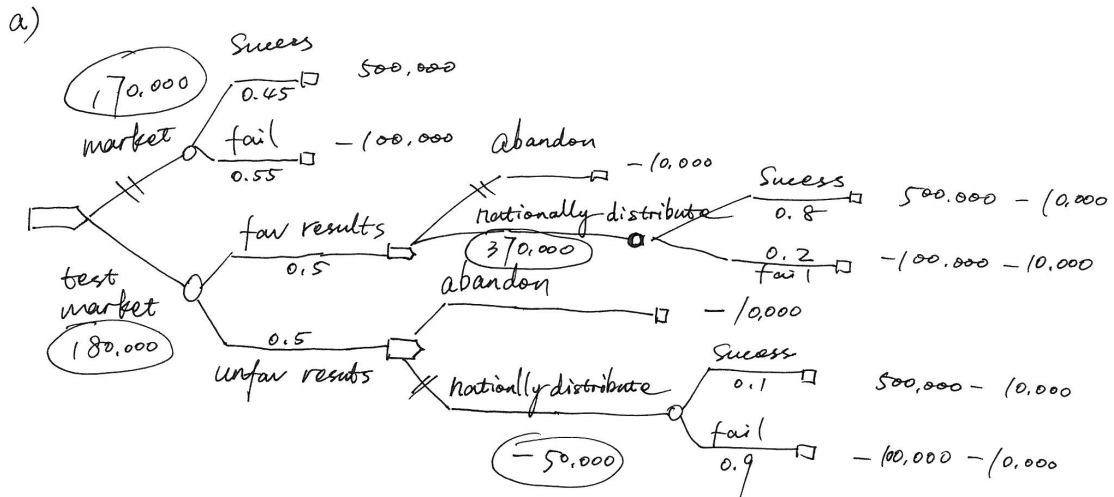 a)
Sucess
170.000
500,000
0.45
market
fail
-100,000
0.55
abandon
-10,000
Sucess
500.000 - 10,000
0.8
nationally distribute
fav results
370,000
0.5
0.2
fail
-100.000 - 10.000
test
market
180.000
abandon
-10,000
0.5
unfav results
nationally distribute
Sucess
0.1
500,000 - 10,000
-50.000
fail
0.9
-100,000 - 10.000